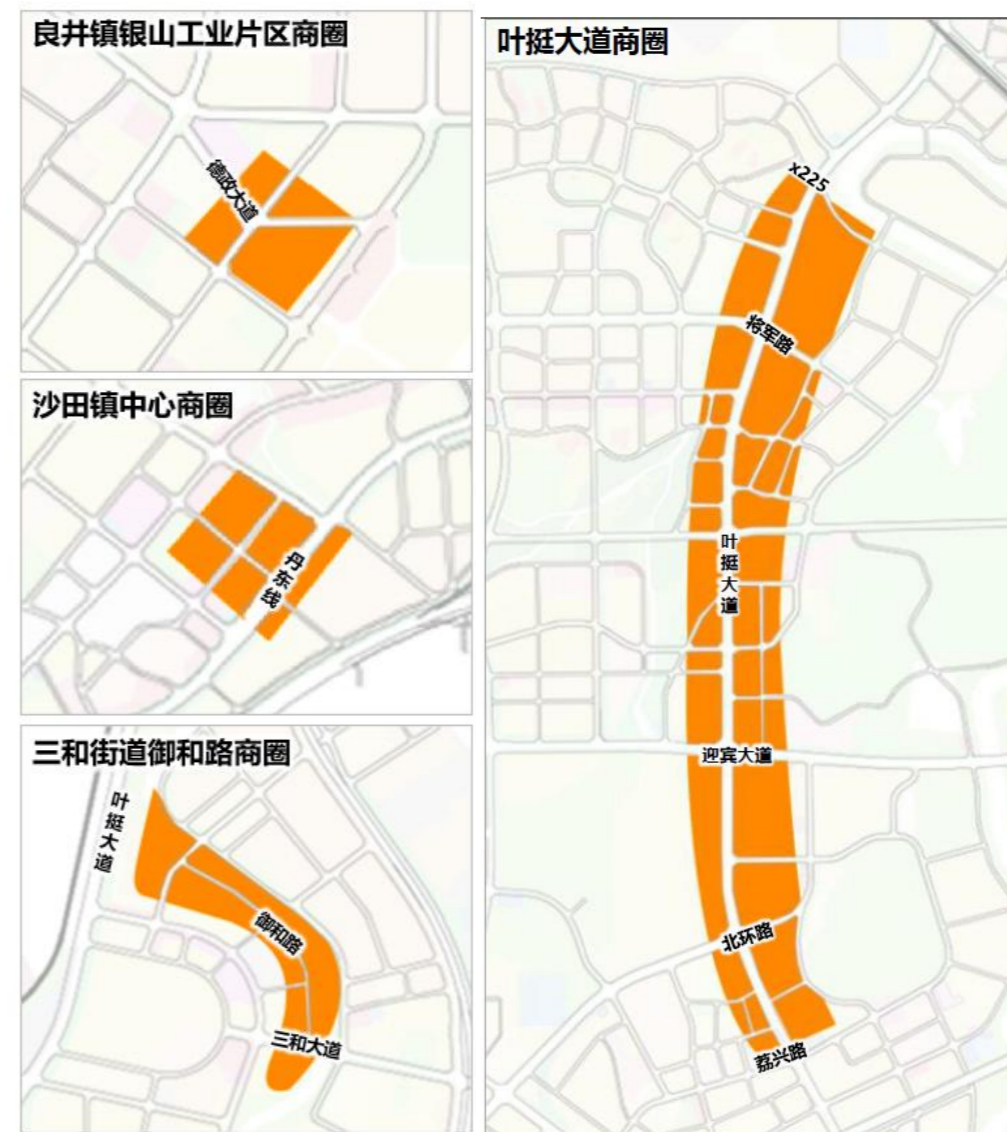 良井镇银山工业片区商圈
德政大道
沙田镇中心商圈
丹东线
三和街道御和路商圈
叶挺大道
御和路
三和大道
叶挺大道商圈
x225
将军路
叶挺大道
迎宾大道
北环路
荔兴路